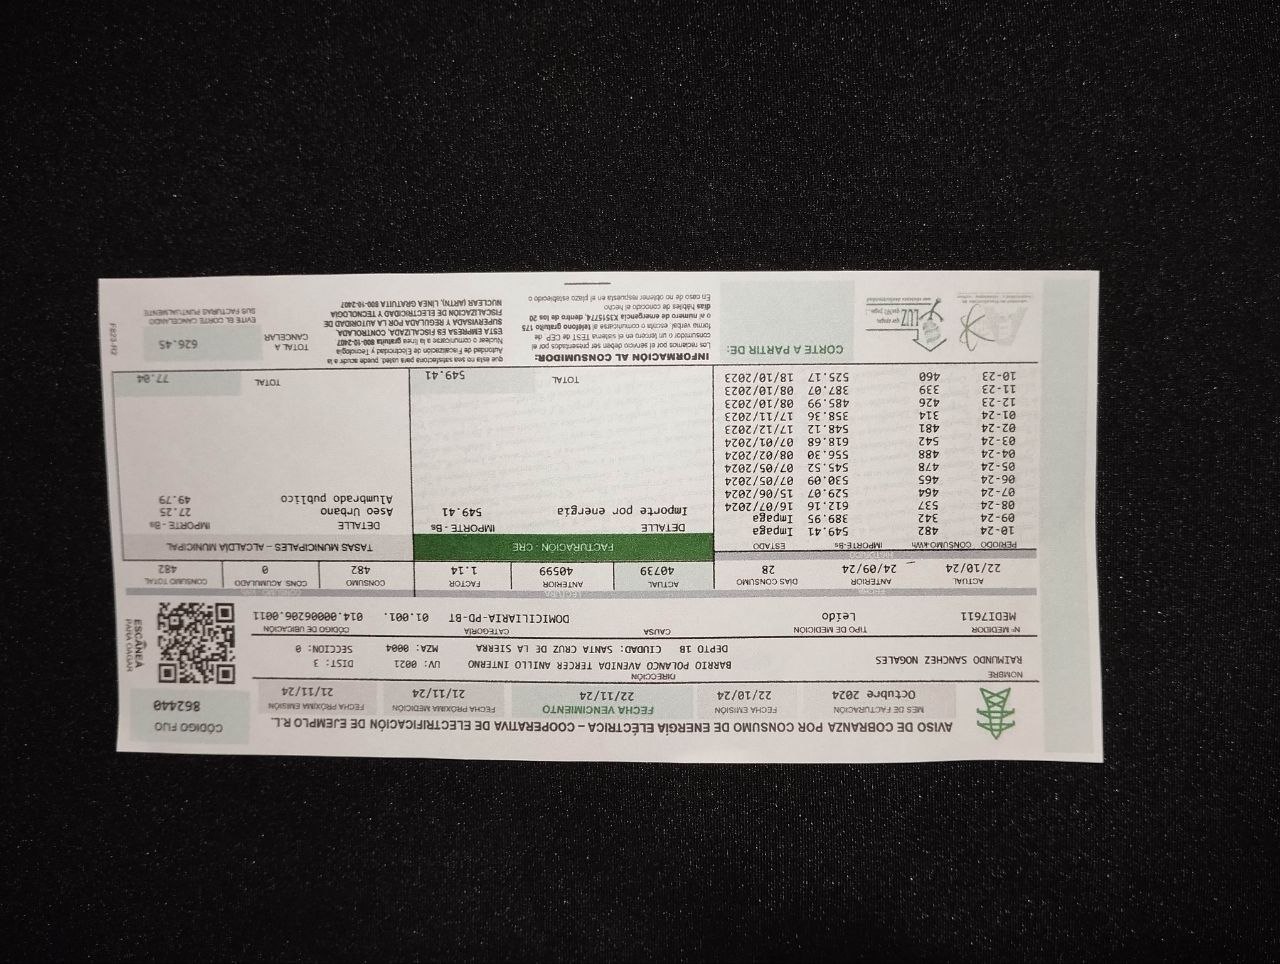 AVISO DE COBRANZA POR CONSUMO DE ENERGÍA ELÉCTRICA – COOPERATIVA DE ELECTRIFICACIÓN DE EJEMPLO R.L.
CÓDIGO FIJO
862440
MES DE FACTURACIÓN
Octubre 2024
FECHA EMISIÓN
22/10/24
FECHA VENCIMIENTO
22/11/24
FECHA PRÓXIMA MEDICIÓN
21/11/24
FECHA PRÓXIMA EMISIÓN
21/11/24
NOMBRE
RAIMUNDO SANCHEZ NOGALES
DIRECCIÓN
BARRIO POLANCO AVENIDA TERCER ANILLO INTERNO UV: 0021 DIST: 3
DEPTO 1B CIUDAD: SANTA CRUZ DE LA SIERRA MZA: 0004 SECCION: 0
ESCANEA
PARA PAGAR
Nº MEDIDOR TIPO DE MEDICIÓN CAUSA CATEGORÍA CÓDIGO DE UBICACIÓN
MEDI7611 Leído DOMICILIARIA-PD-BT 01.001. 014.00006206.0011
FECHA LECTURA CONSUMO
ACTUAL ANTERIOR DÍAS CONSUMO ACTUAL ANTERIOR FACTOR CONSUMO CONS ACUMULADO CONSUMO TOTAL
22/10/24 24/09/24 28 40739 40599 1.14 482 0 482
HISTÓRICO
PERIODO CONSUMO-kWh IMPORTE-Bs ESTADO
10-24 482 549.41 Impaga
09-24 342 389.95 Impaga
08-24 537 612.16 16/07/2024
07-24 464 529.07 15/06/2024
06-24 465 530.09 07/05/2024
05-24 478 545.52 07/05/2024
04-24 488 556.30 08/02/2024
03-24 542 618.68 07/01/2024
02-24 481 548.12 17/12/2023
01-24 314 358.36 17/11/2023
12-23 426 485.99 08/10/2023
11-23 339 387.07 08/10/2023
10-23 460 525.17 18/10/2023
FACTURACION - CRE
DETALLE IMPORTE - Bs
Importe por energía 549.41
TOTAL 549.41
TASAS MUNICIPALES – ALCALDÍA MUNICIPAL
DETALLE IMPORTE - Bs
Aseo Urbano 27.25
Alumbrado publico 49.79
TOTAL 77.04
CORTE A PARTIR DE:
INFORMACIÓN AL CONSUMIDOR:
Los reclamos por el servicio deben ser presentados por el
consumidor o un tercero en el sistema TEST de CEP, de
forma verbal, escrito o comunicarse al teléfono gratuito 175
o al numero de emergencia X3515774, dentro de los 20
días hábiles de conocido el hecho
En caso de no obtener respuesta en el plazo establecido o
que esta no sea satisfactoria para usted, puede acudir a la
Autoridad de Fiscalización de Electricidad y Tecnología
Nuclear o comunicarse a la línea gratuita 800-10-2407
ESTA EMPRESA ES FISCALIZADA, CONTROLADA,
SUPERVISADA Y REGULADA POR LA AUTORIDAD DE
FISCALIZACIÓN DE ELECTRICIDAD Y TECNOLOGÍA
NUCLEAR (AETN), LÍNEA GRATUITA 800-10-2407
TOTAL A
CANCELAR
626.45
EVITE EL CORTE CANCELANDO
SUS FACTURAS PUNTUALMENTE
F823-R2
LUZ